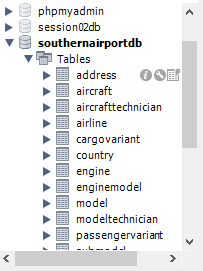 phpmyadmin
session02db
southernairportdb
Tables
address
aircraft
aircrafttechnician
airline
cargovariant
country
engine
enginemodel
model
modeltechnician
passengervariant